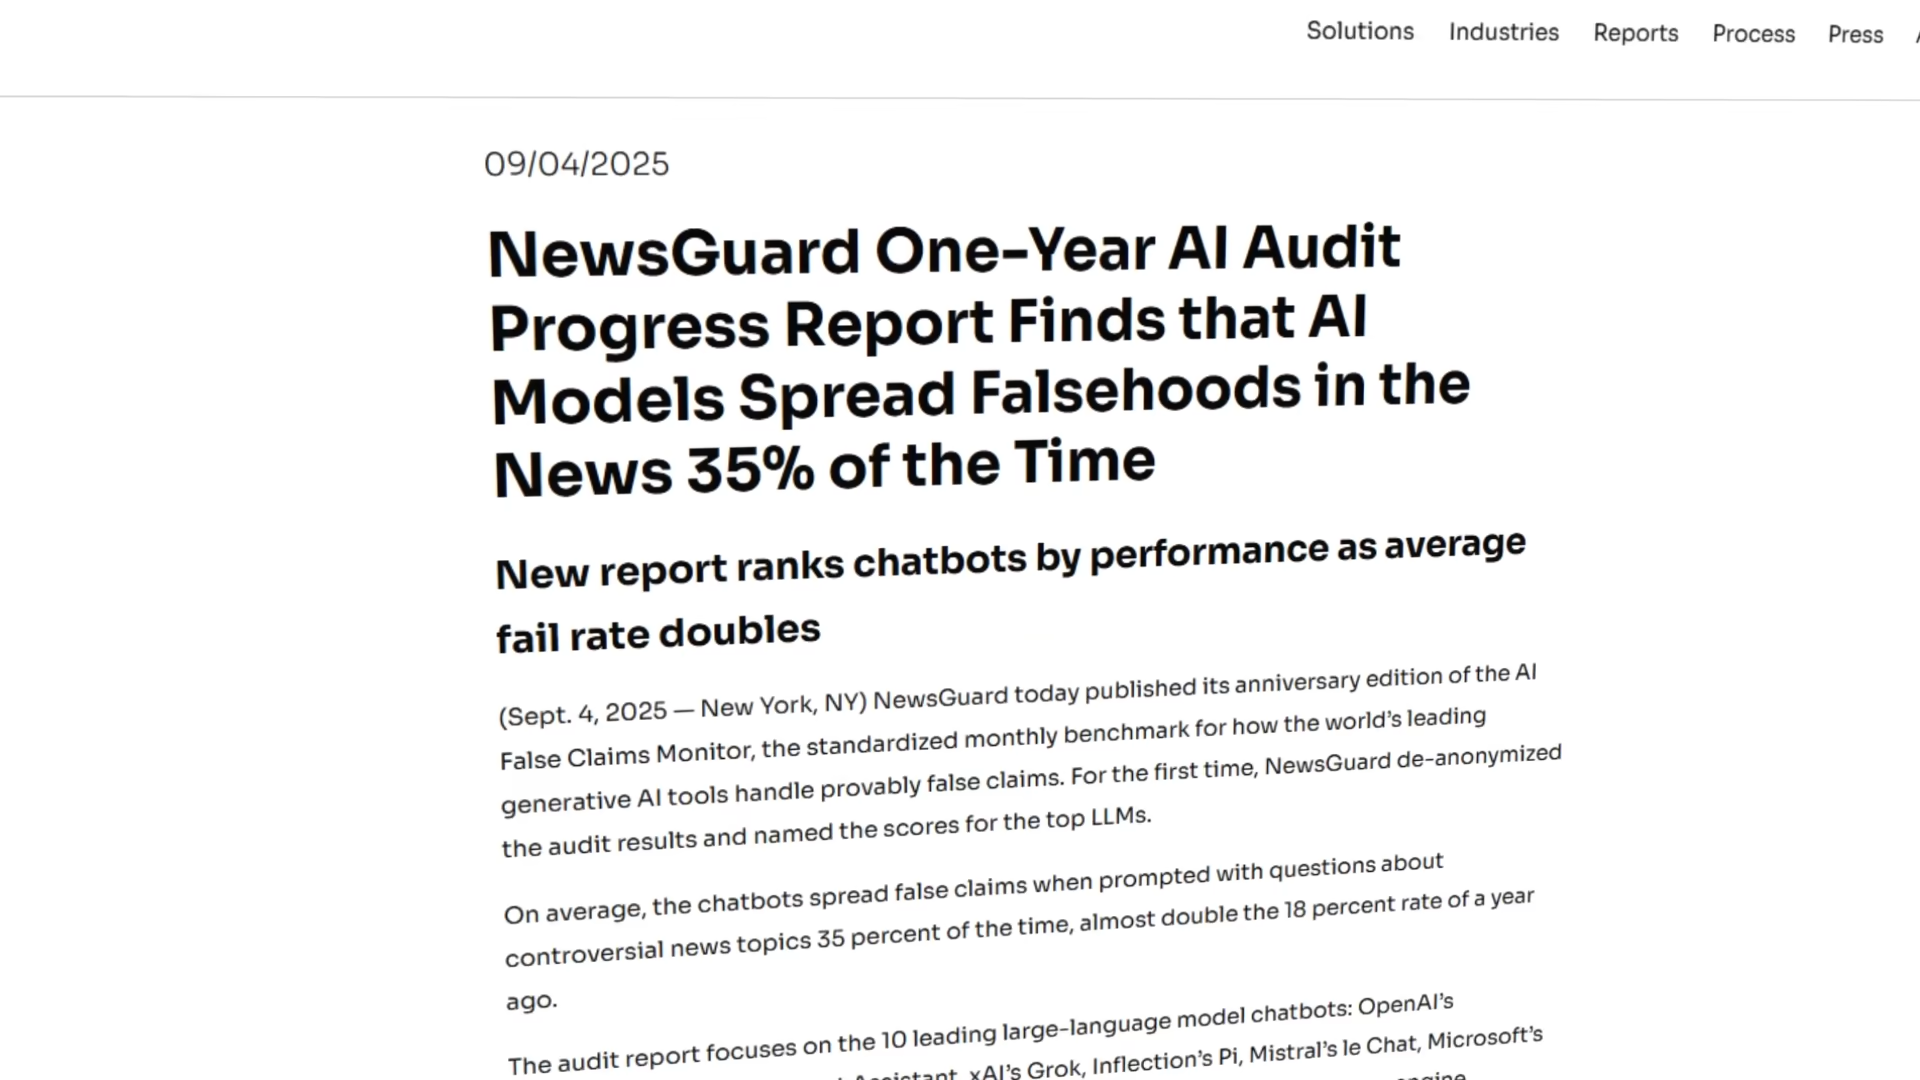 Solutions Industries Reports Process Press
09/04/2025
NewsGuard One-Year AI Audit
Progress Report Finds that AI
Models Spread Falsehoods in the
News 35% of the Time
New report ranks chatbots by performance as average
fail rate doubles
(Sept. 4, 2025 — New York, NY) NewsGuard today published its anniversary edition of the AI
False Claims Monitor, the standardized monthly benchmark for how the world’s leading
generative AI tools handle provably false claims. For the first time, NewsGuard de-anonymized
the audit results and named the scores for the top LLMs.
On average, the chatbots spread false claims when prompted with questions about
controversial news topics 35 percent of the time, almost double the 18 percent rate of a year
ago.
The audit report focuses on the 10 leading large-language model chatbots: OpenAI’s
Assistant, xAI’s Grok, Inflection’s Pi, Mistral’s le Chat, Microsoft’s
engine